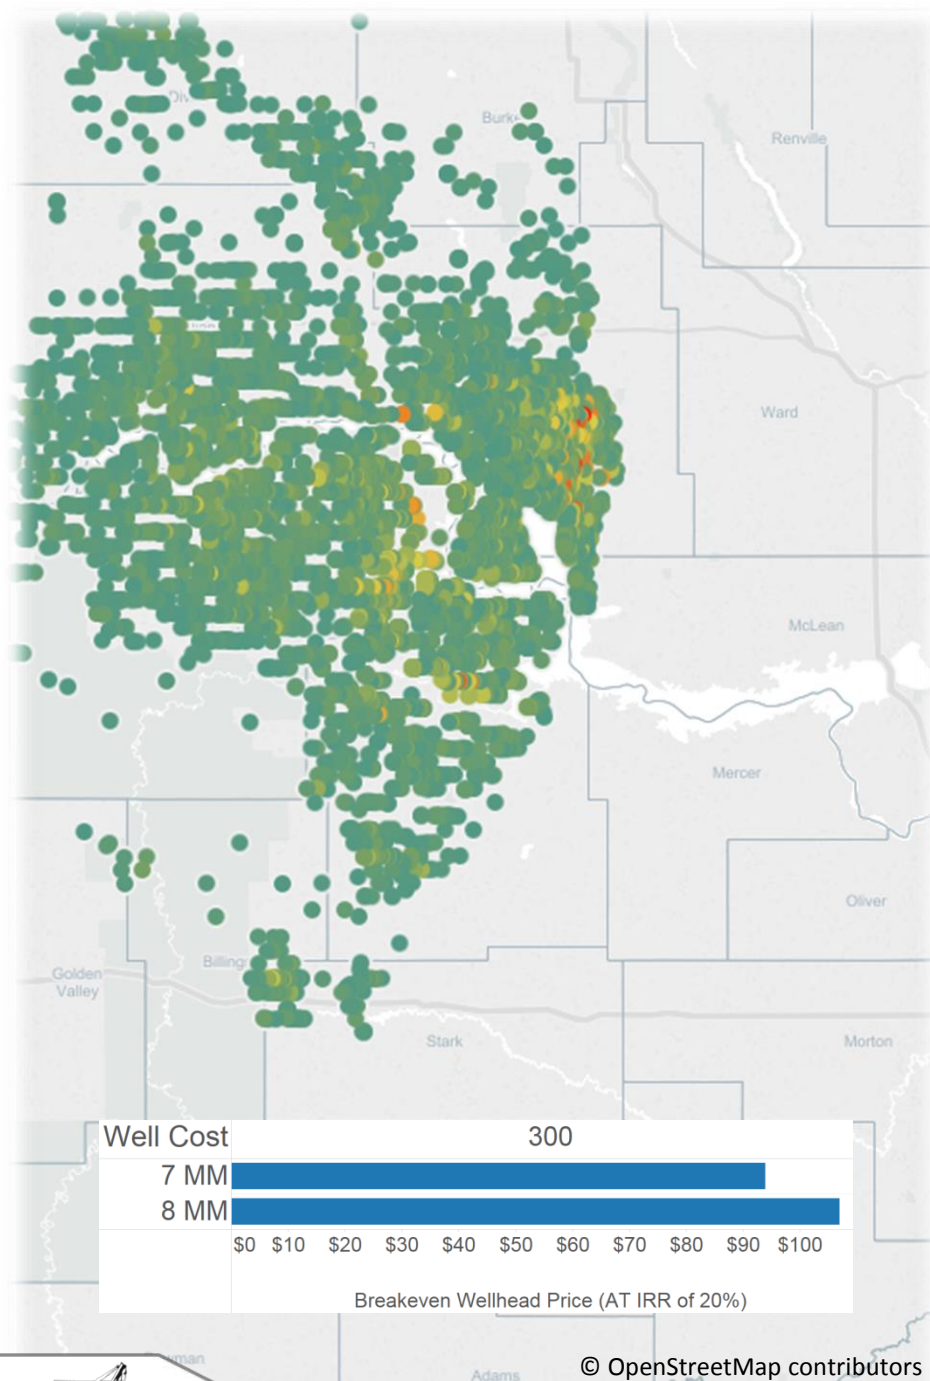 Burke
Renville
Ward
McLean
Mercer
Oliver
Golden
Valley
Stark
Morton
Well Cost
300
7 MM
8 MM
$0 $10 $20 $30 $40 $50 $60 $70 $80 $90 $100
Breakeven Wellhead Price (AT IRR of 20%)
Adams
© OpenStreetMap contributors